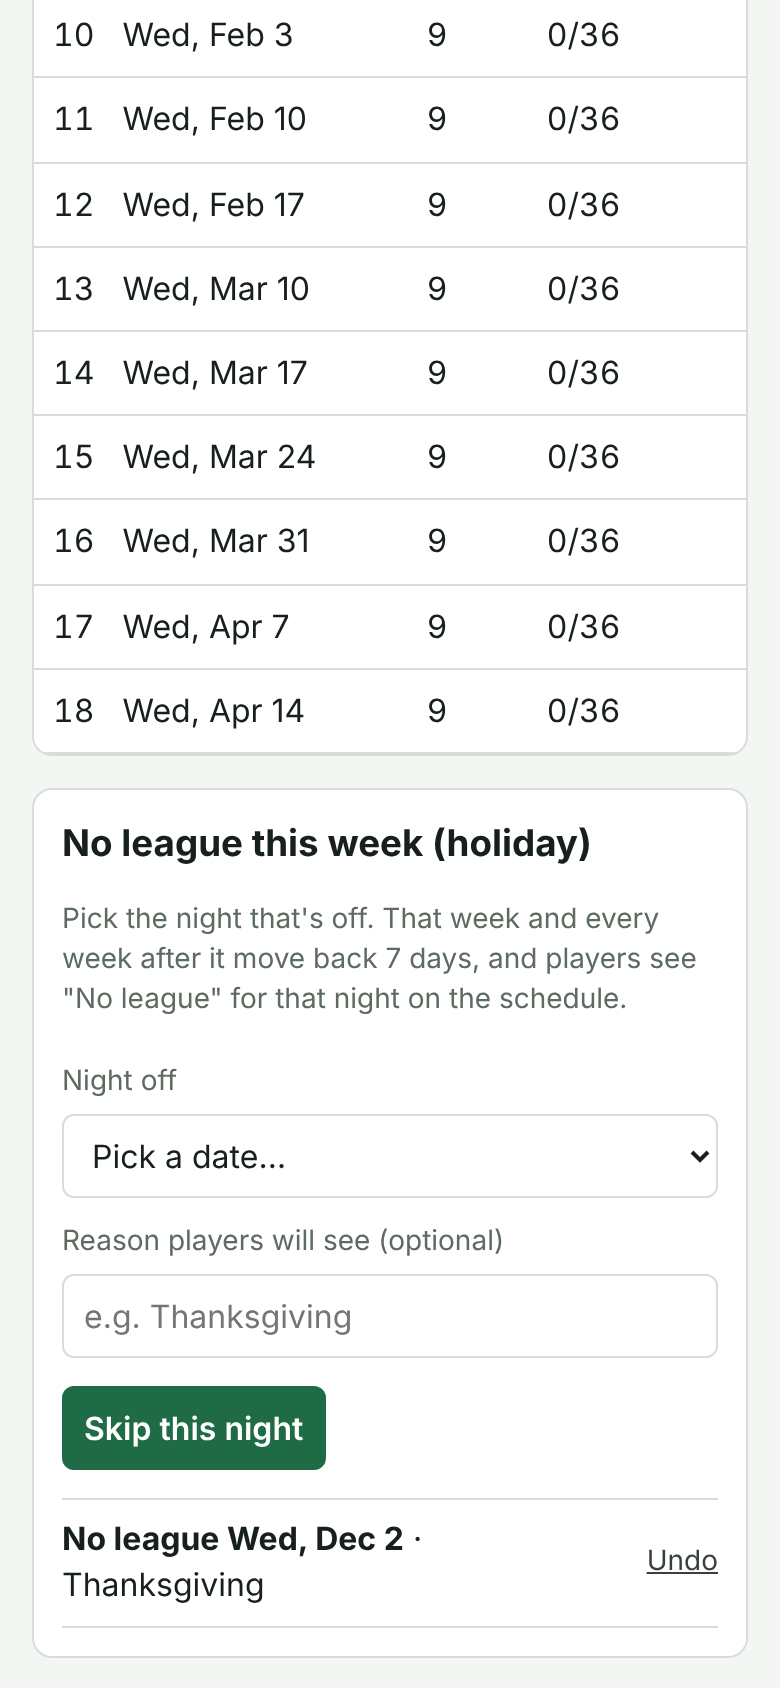 10 Wed, Feb 3 9 0/36
11 Wed, Feb 10 9 0/36
12 Wed, Feb 17 9 0/36
13 Wed, Mar 10 9 0/36
14 Wed, Mar 17 9 0/36
15 Wed, Mar 24 9 0/36
16 Wed, Mar 31 9 0/36
17 Wed, Apr 7 9 0/36
18 Wed, Apr 14 9 0/36
No league this week (holiday)
Pick the night that's off. That week and every
week after it move back 7 days, and players see
"No league" for that night on the schedule.
Night off
Pick a date...
Reason players will see (optional)
e.g. Thanksgiving
Skip this night
No league Wed, Dec 2 ·
Thanksgiving
Undo